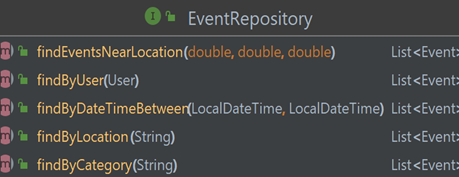 EventRepository
findEventsNearLocation(double, double, double) List<Event>
findByUser(User) List<Event>
findByDateTimeBetween(LocalDateTime, LocalDateTime) List<Event>
findByLocation(String) List<Event>
findByCategory(String) List<Event>